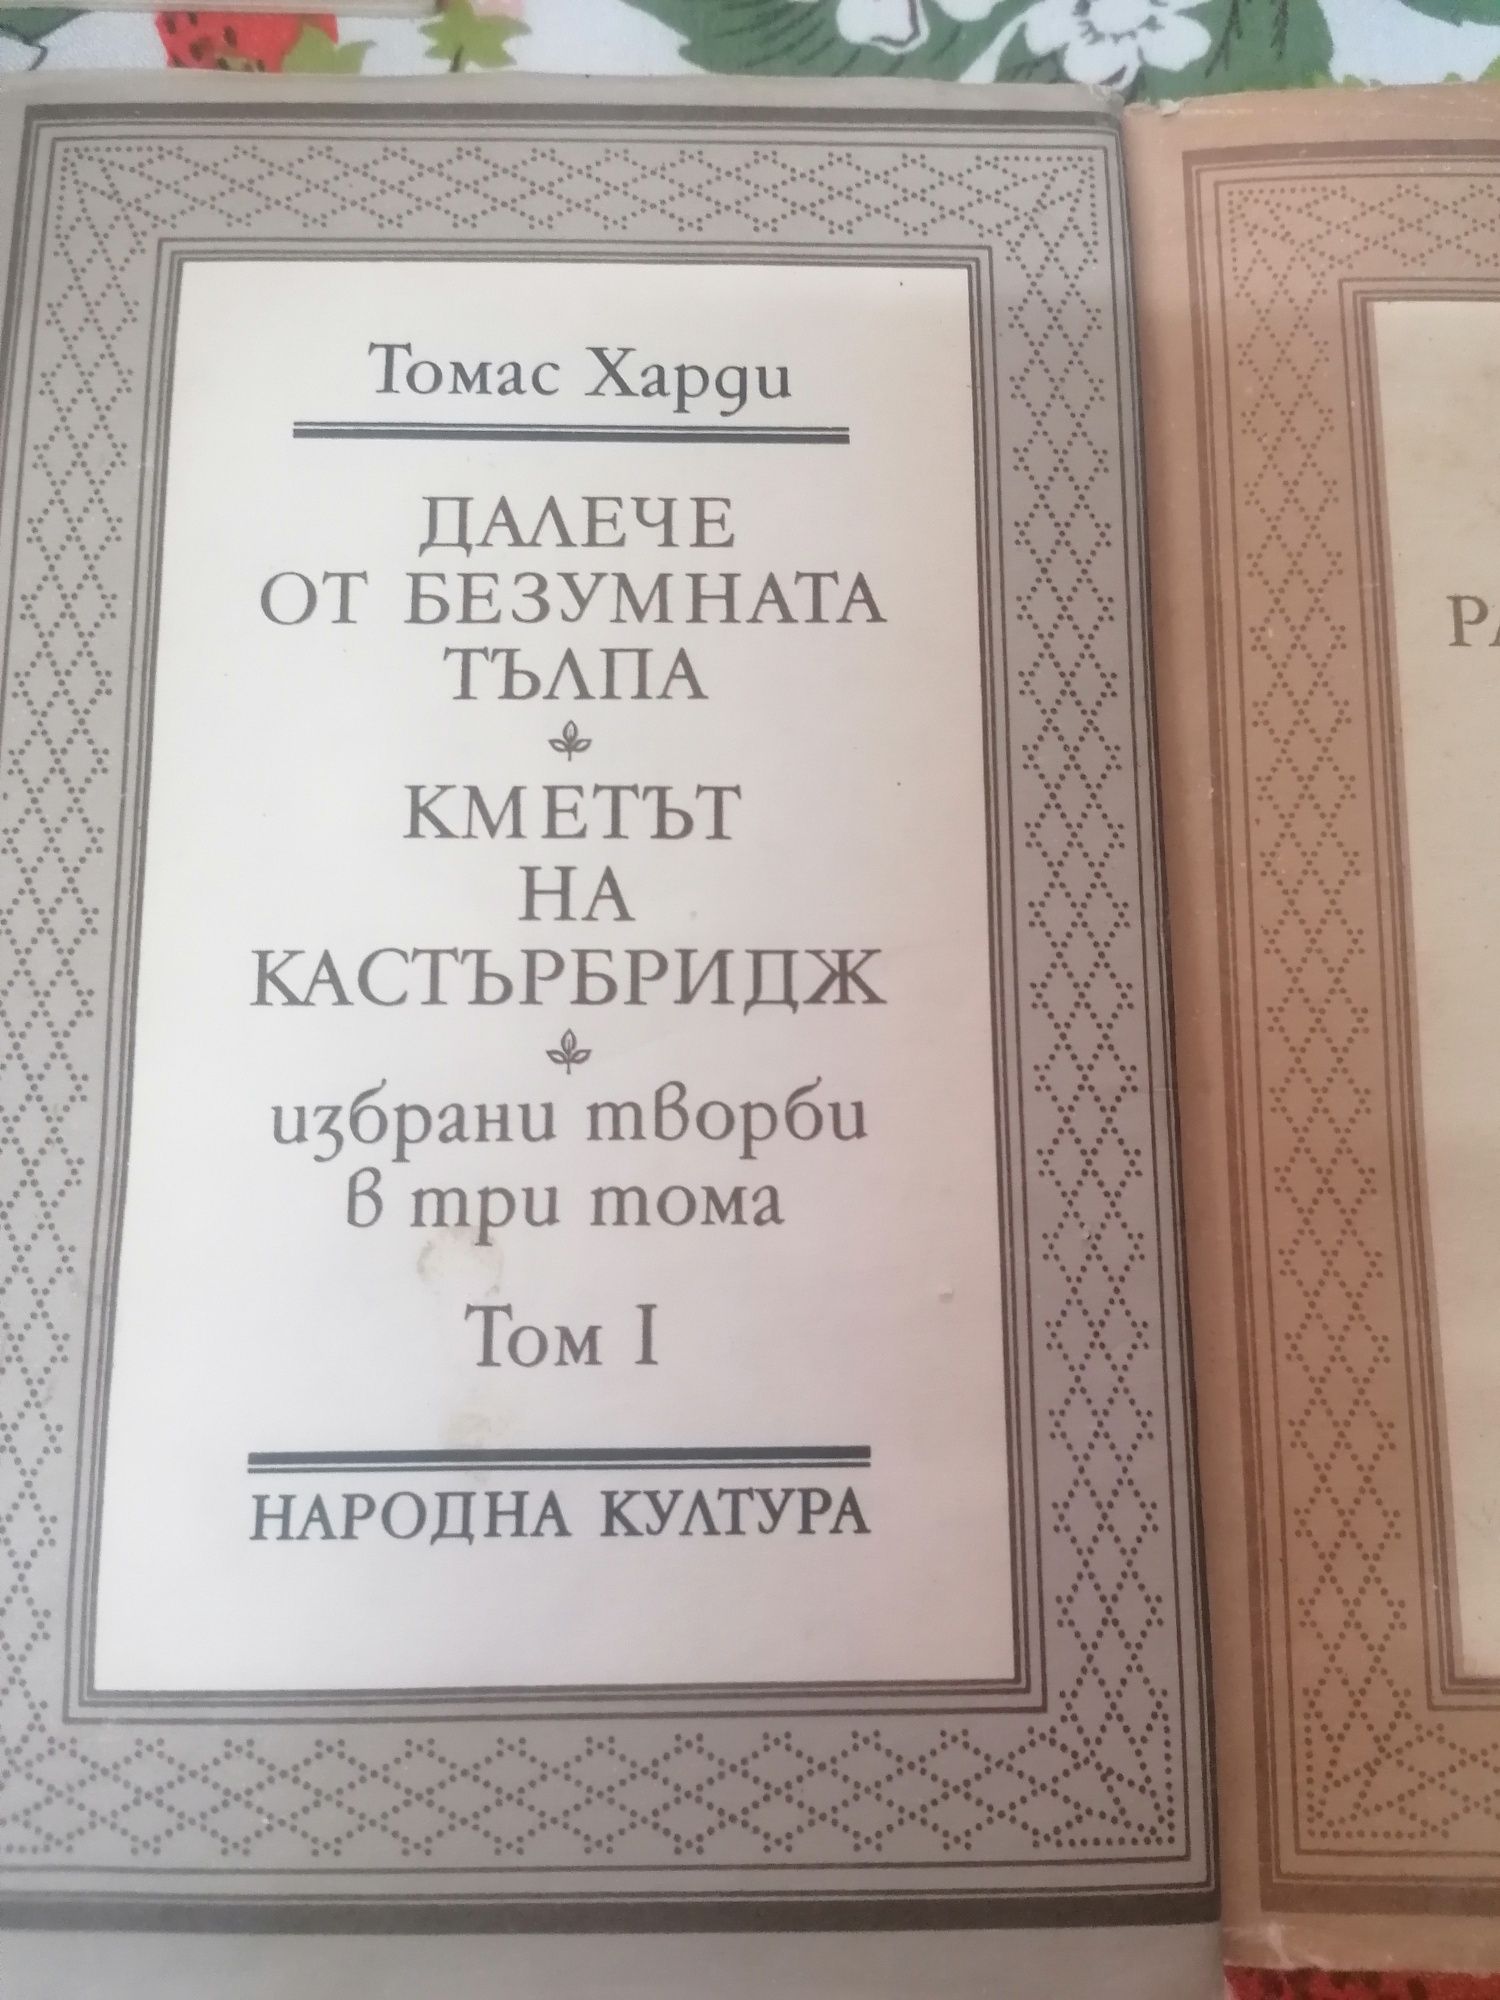 Томас Харди
ДАЛЕЧЕ
ОТ БЕЗУМНАТА
ТЪЛПА
КМЕТЪТ
НА
КАСТЪРБРИДЖ
избрани творби
в три тома
Том I
НАРОДНА КУЛТУРА